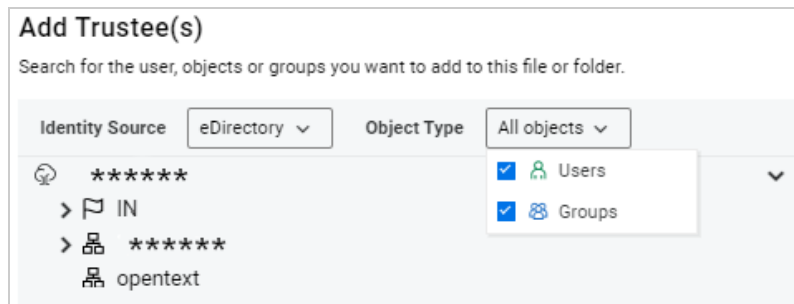 Add Trustee(s)
Search for the user, objects or groups you want to add to this file or folder.
Identity Source eDirectory Object Type All objects
****** Users
IN Groups
******
opentext